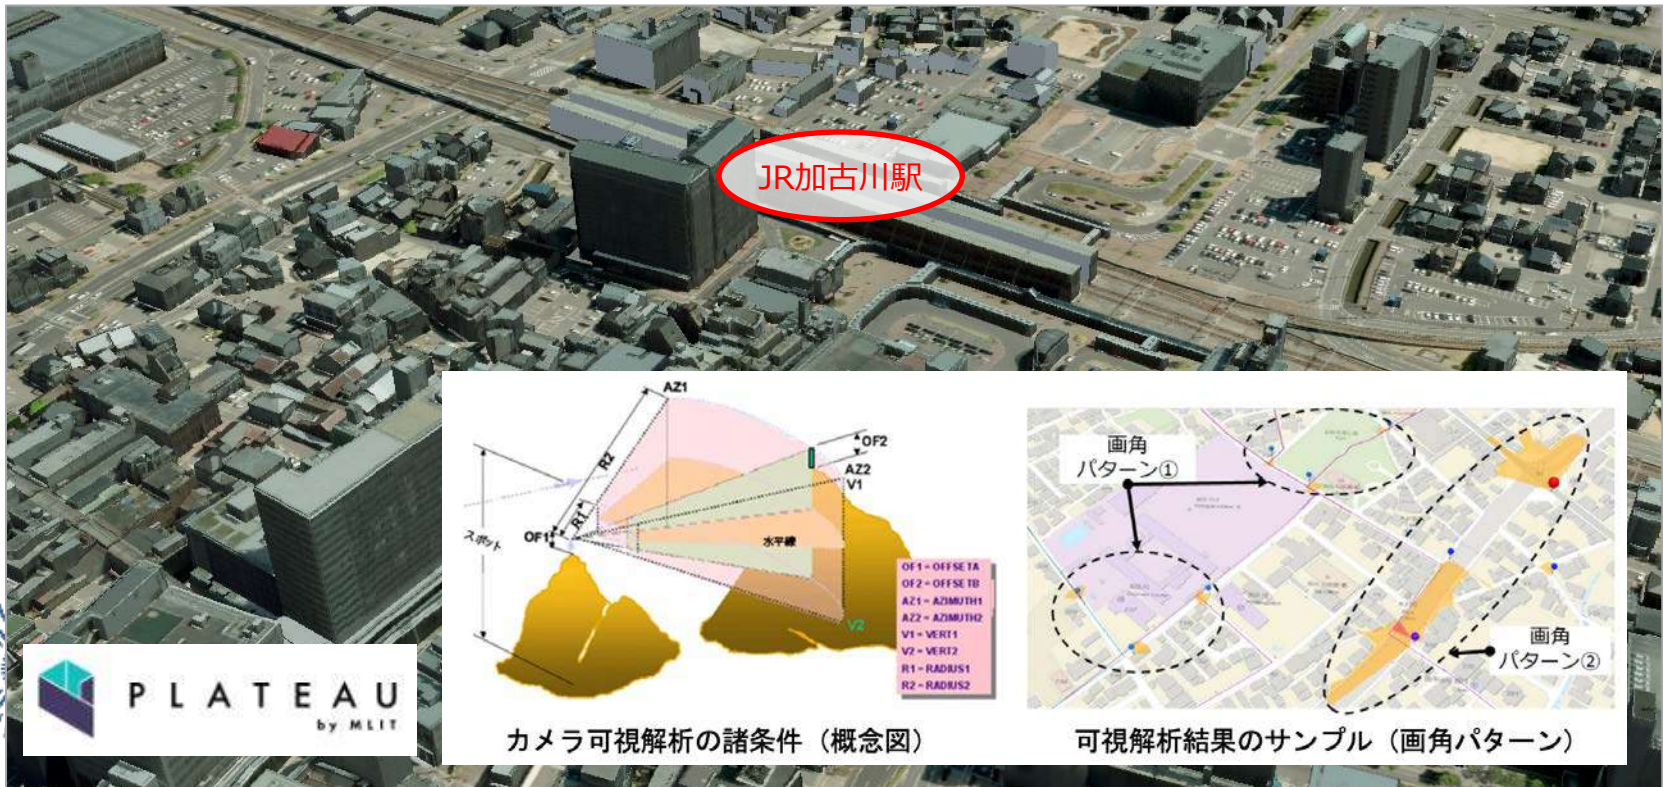 JR加古川駅
AZ1
R2
OF2
AZ2
V1
R1
OF1
スポット
水平線
V2
OF1 = OFFSETA
OF2 = OFFSETB
AZ1 = AZIMUTH1
AZ2 = AZIMUTH2
V1 = VERT1
V2 = VERT2
R1 = RADIUS1
R2 = RADIUS2
カメラ可視解析の諸条件（概念図）
画角
パターン①
画角
パターン②
可視解析結果のサンプル（画角パターン）
PLATEAU
by MLIT